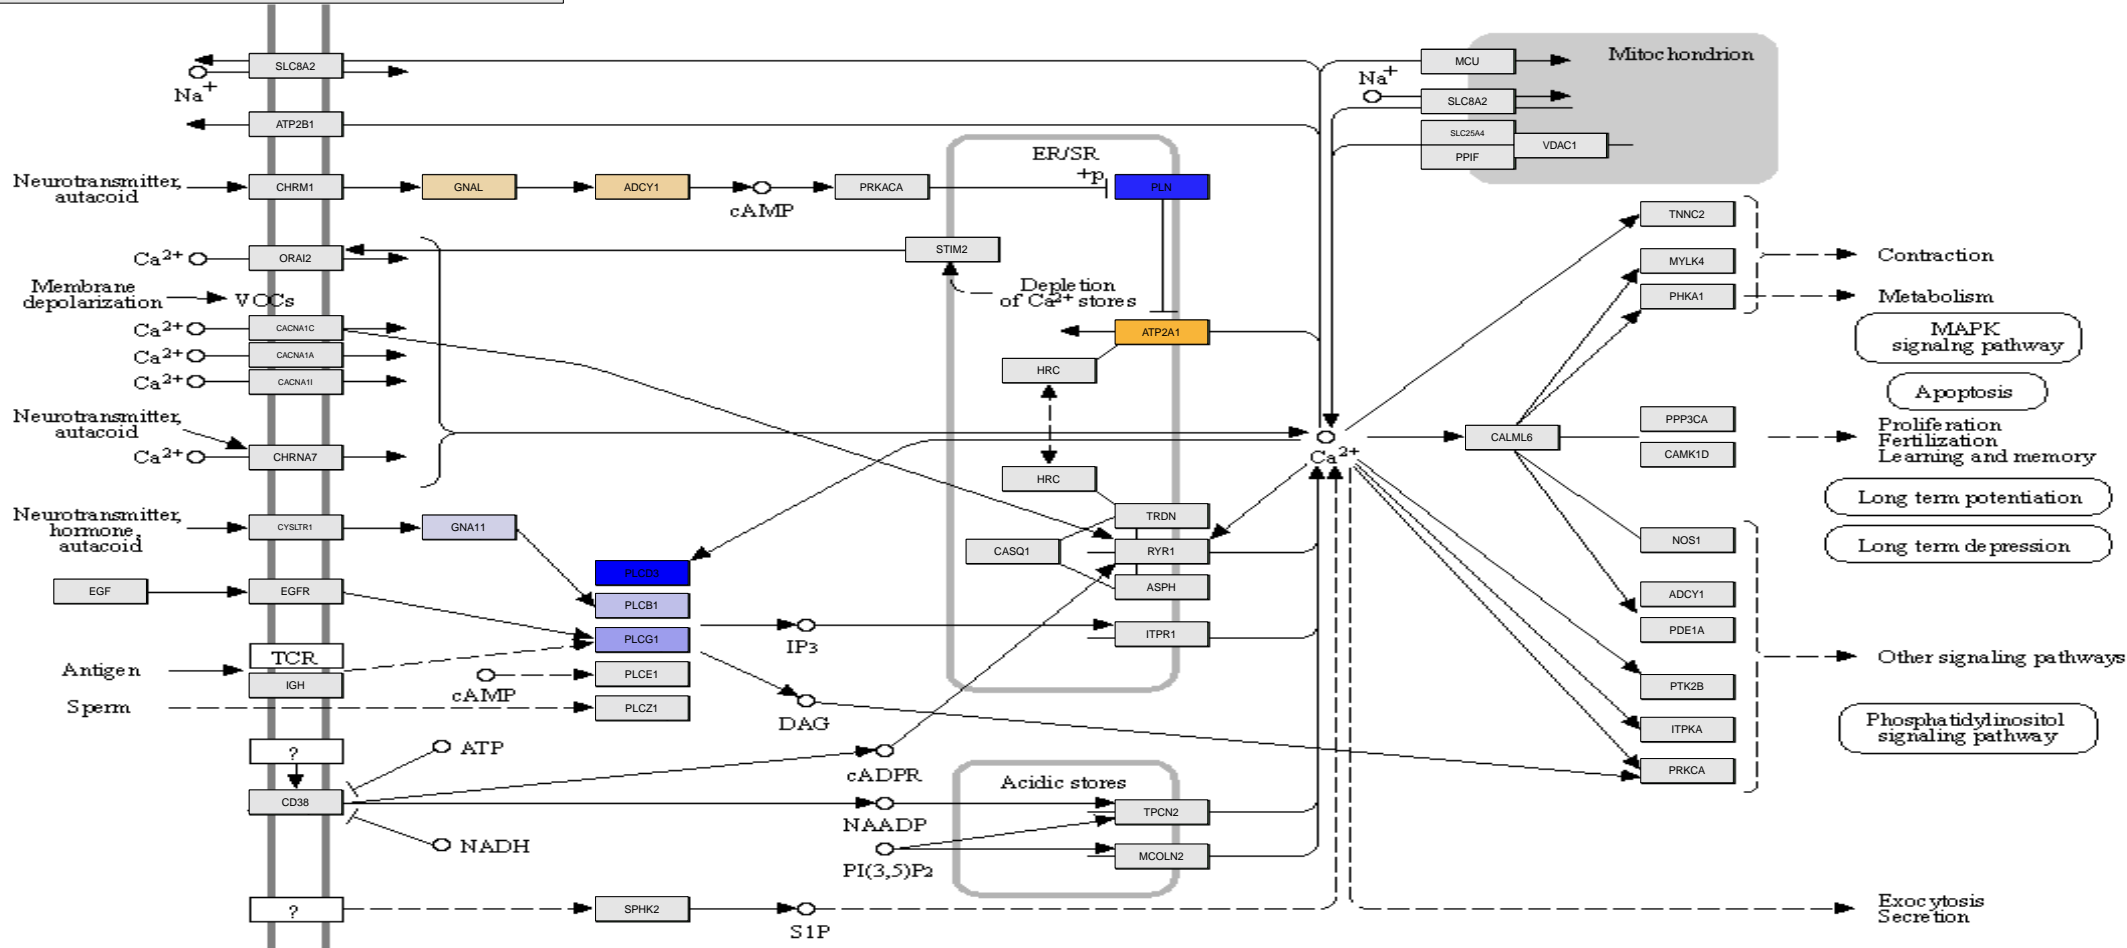 SLC8A2
Na+
ATP2B1
Neurotransmitter,
autacoid
CHRM1
GNAL
ADCY1
cAMP
PRKACA
ER/SR
+p
PLN
MCU
Mitochondrion
Na+
SLC8A2
SLC25A4
PPIF
VDAC1
Ca2+
ORAI2
STIM2
Depletion
of Ca2+ stores
Membrane
depolarization
VOCs
Ca2+
CACNA1C
Ca2+
CACNA1A
Ca2+
CACNA1I
ATP2A1
HRC
Neurotransmitter,
autacoid
Ca2+
CHRNA7
HRC
Ca2+
TNNC2
MYLK4
PHKA1
Contraction
Metabolism
MAPK
signalng pathway
Apoptosis
CALML6
PPP3CA
CAMK1D
Proliferation
Fertilization
Learning and memory
Long term potentiation
Long term depression
Neurotransmitter,
hormone,
autacoid
CYSLTR1
GNA11
TRDN
CASQ1
RYR1
ASPH
NOS1
PLCD3
EGF
EGFR
PLCB1
PLCG1
IP3
ITPR1
ADCY1
PDE1A
TCR
Antigen
IGH
cAMP
PLCE1
Sperm
PLCZ1
DAG
Other signaling pathways
PTK2B
ITPKA
PRKCA
Phosphatidylinositol
signaling pathway
?
ATP
cADPR
CD38
NAADP
Acidic stores
TPCN2
NADH
PI(3,5)P2
MCOLN2
?
SPHK2
S1P
Exocytosis
Secretion